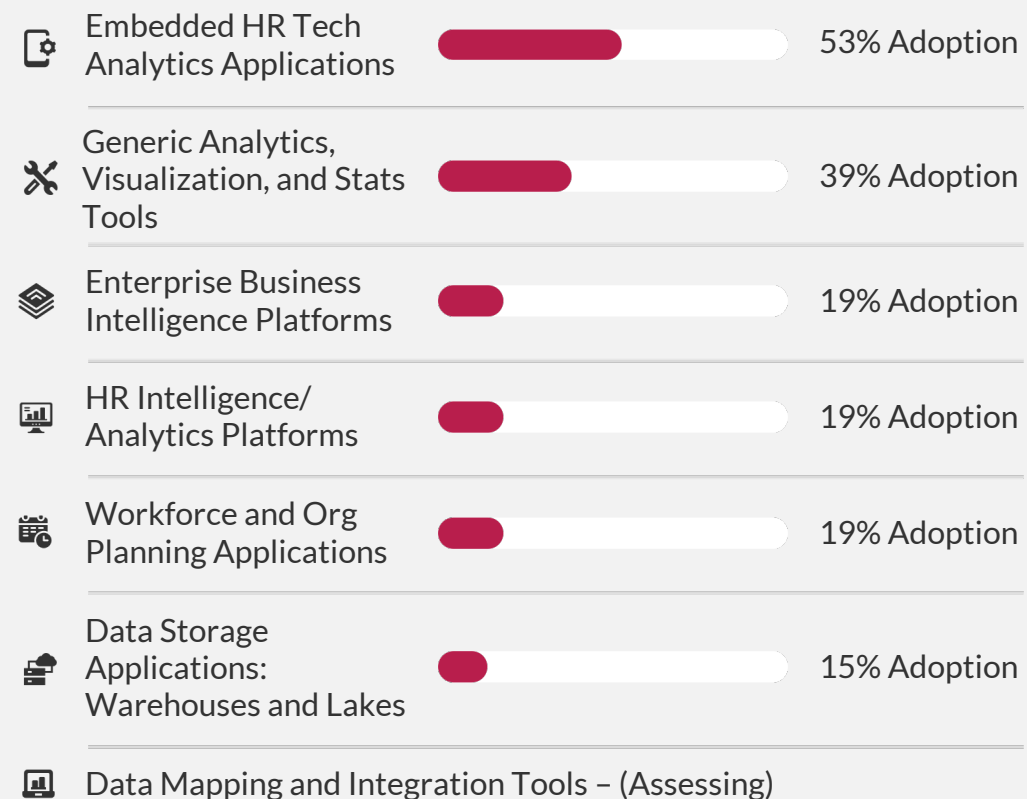 Embedded HR Tech
Analytics Applications
53% Adoption
Generic Analytics,
Visualization, and Stats
Tools
39% Adoption
Enterprise Business
Intelligence Platforms
19% Adoption
HR Intelligence/
Analytics Platforms
19% Adoption
Workforce and Org
Planning Applications
19% Adoption
Data Storage
Applications:
Warehouses and Lakes
15% Adoption
Data Mapping and Integration Tools – (Assessing)